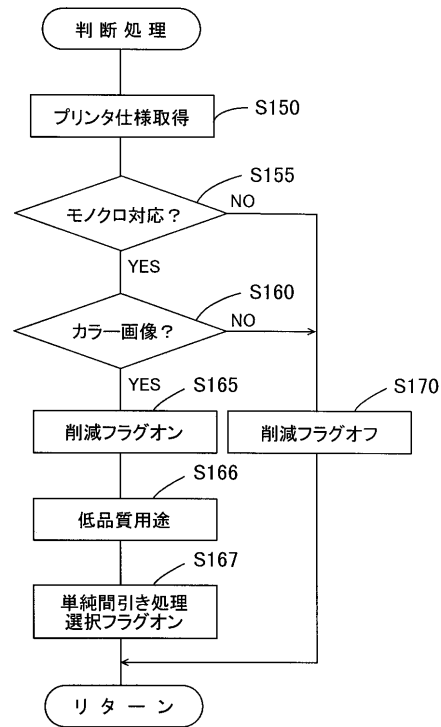 判断処理
プリンタ仕様取得
S150
S155
モノクロ対応？
NO
YES
S160
カラー画像？
NO
YES
S165
S170
削減フラグオン
削減フラグオフ
S166
低品質用途
S167
単純間引き処理
選択フラグオン
リターン